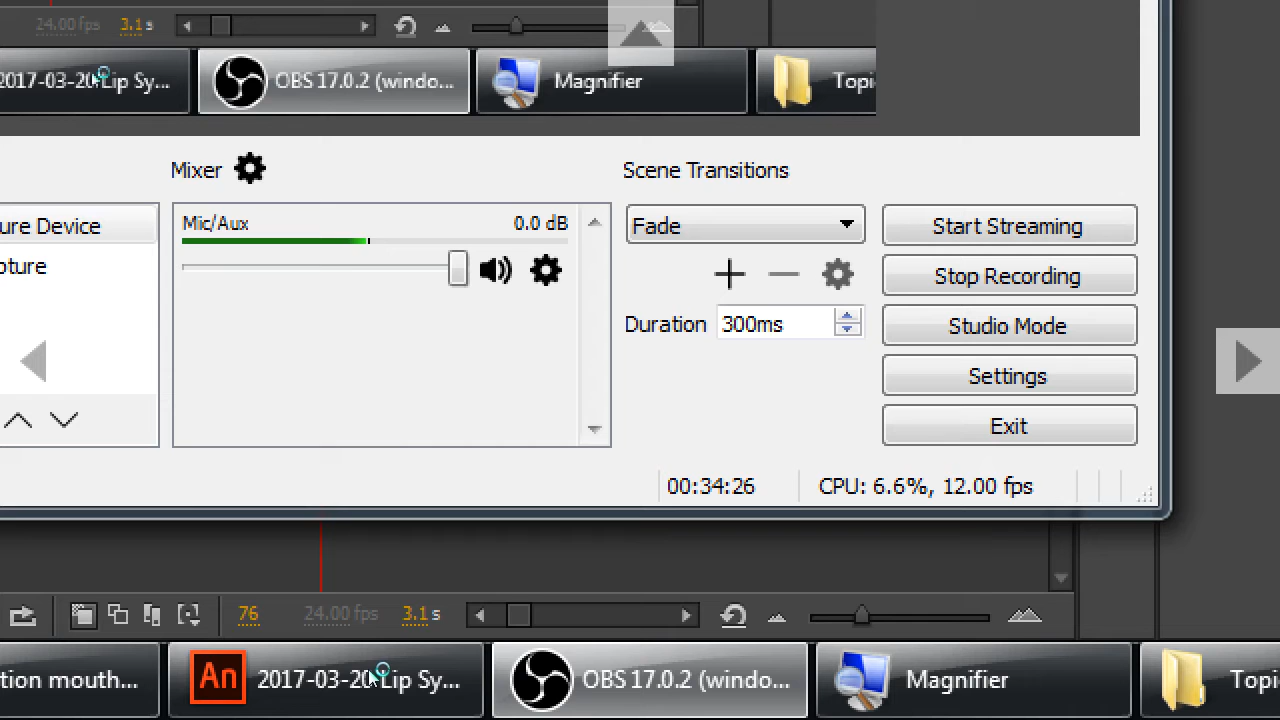 24.00 fps 3.1 s
2017-03-20 Lip Sy... OBS 17.0.2 (windo... Magnifier Topi
Mixer Scene Transitions
ure Device Mic/Aux 0.0 dB Fade Start Streaming
pture Stop Recording
Duration 300ms Studio Mode
Settings
Exit
00:34:26 CPU: 6.6%, 12.00 fps
76 24.00 fps 3.1 s
tion mouth... An 2017-03-20 Lip Sy... OBS 17.0.2 (windo... Magnifier Topi